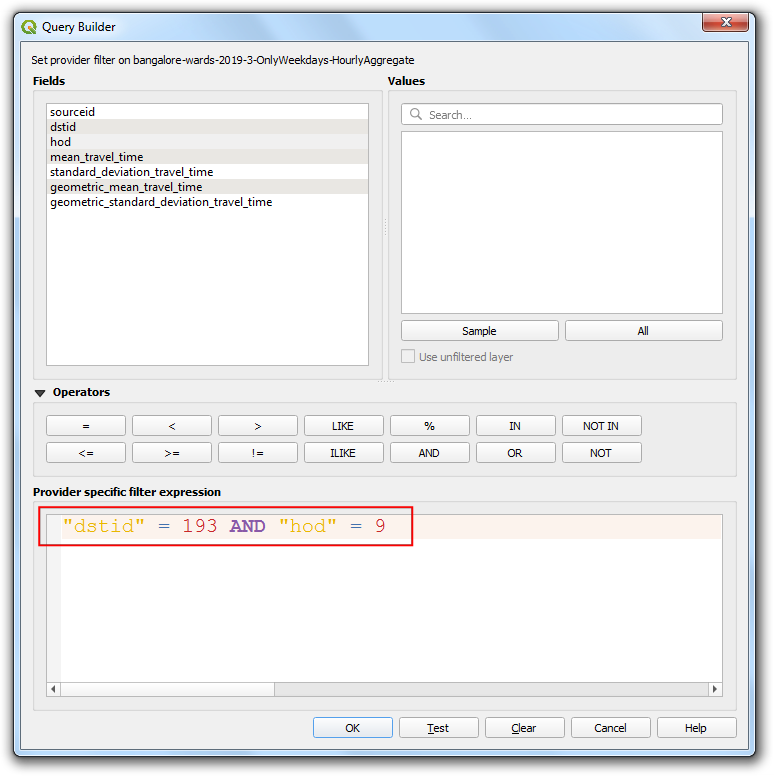 Query Builder
Set provider filter on bangalore-wards-2019-3-OnlyWeekdays-HourlyAggregate
Fields
Values
sourceid
dstid
hod
mean_travel_time
standard_deviation_travel_time
geometric_mean_travel_time
geometric_standard_deviation_travel_time
Search...
Sample All
Use unfiltered layer
Operators
= < > LIKE % IN NOT IN
<= >= != ILIKE AND OR NOT
Provider specific filter expression
"dstid" = 193 AND "hod" = 9
OK Test Clear Cancel Help